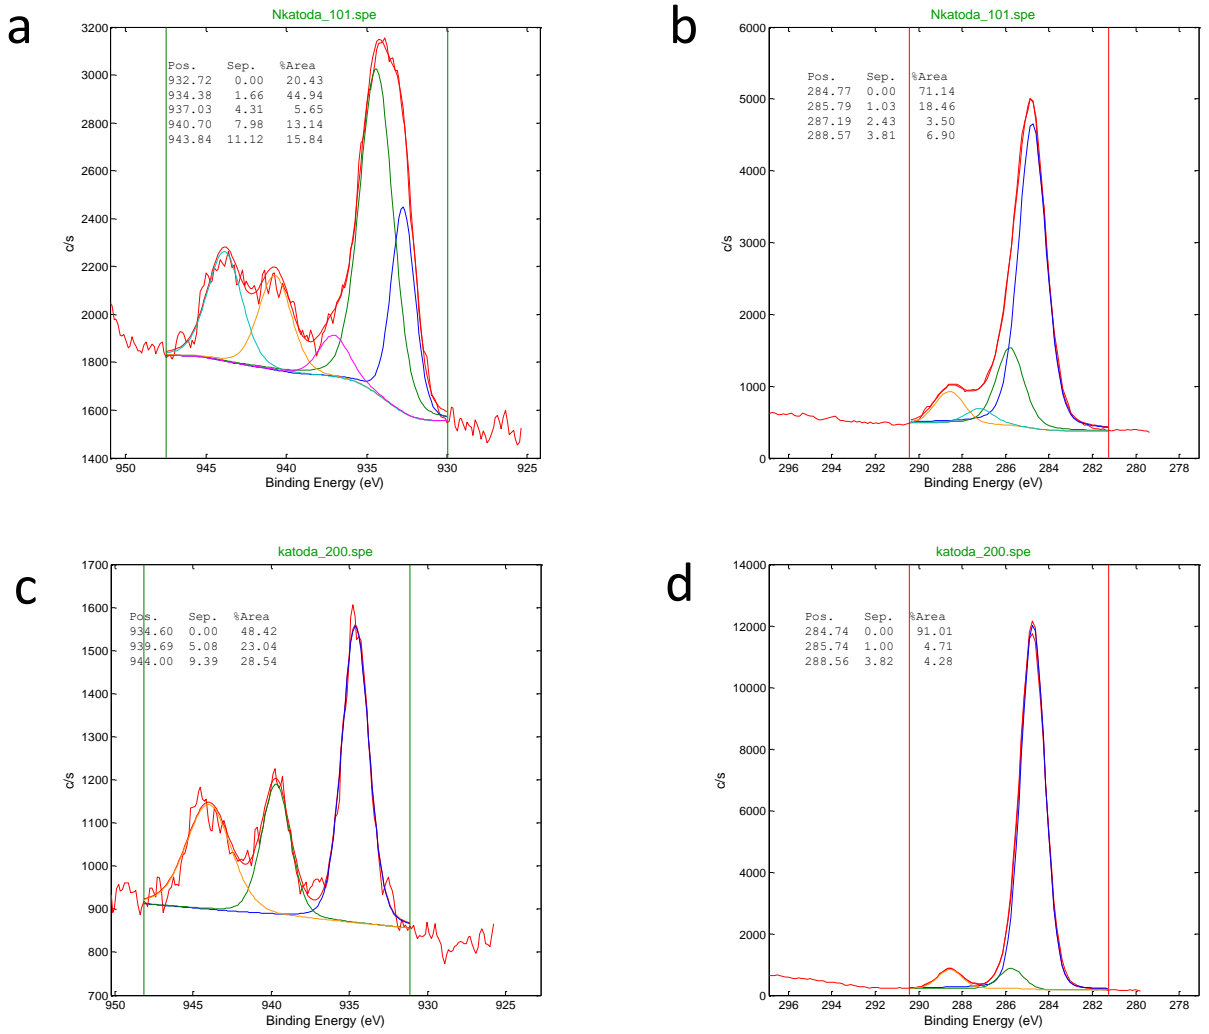 a
Nkatoda_101.spe
3200
3000
2800
2600
2400
2200
2000
1800
1600
1400
c/s
Pos. Sep. %Area
932.72 0.00 20.43
934.38 1.66 44.94
937.03 4.31 5.65
940.70 7.98 13.14
943.84 11.12 15.84
950 945 940 935 930 925
Binding Energy (eV)
b
Nkatoda_101.spe
6000
5000
4000
3000
2000
1000
0
c/s
Pos. Sep. %Area
284.77 0.00 71.14
285.79 1.03 18.46
287.19 2.43 3.50
288.57 3.81 6.90
296 294 292 290 288 286 284 282 280 278
Binding Energy (eV)
c
katoda_200.spe
1700
1600
1500
1400
1300
1200
1100
1000
900
800
700
c/s
Pos. Sep. %Area
934.60 0.00 48.42
939.69 5.08 23.04
944.00 9.39 28.54
950 945 940 935 930 925
Binding Energy (eV)
d
katoda_200.spe
14000
12000
10000
8000
6000
4000
2000
0
c/s
Pos. Sep. %Area
284.74 0.00 91.01
285.74 1.00 4.71
288.56 3.82 4.28
296 294 292 290 288 286 284 282 280 278
Binding Energy (eV)